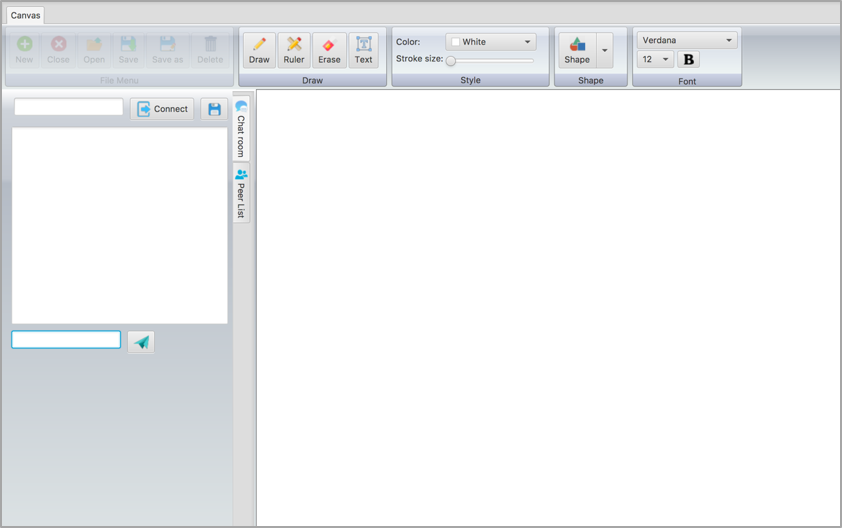 Canvas
New Close Open Save Save as Delete
File Menu
Draw Ruler Erase Text
Draw
Color: White
Stroke size:
Style
Shape
Shape
Verdana
12 B
Font
Connect
Chat room
Peer List